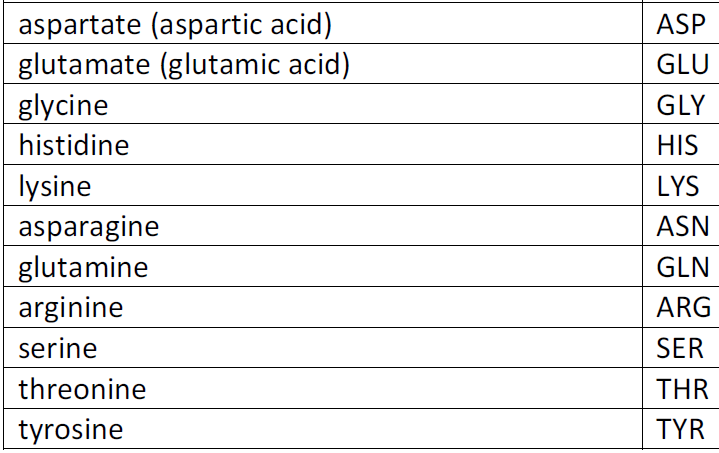 aspartate (aspartic acid) ASP
glutamate (glutamic acid) GLU
glycine GLY
histidine HIS
lysine LYS
asparagine ASN
glutamine GLN
arginine ARG
serine SER
threonine THR
tyrosine TYR